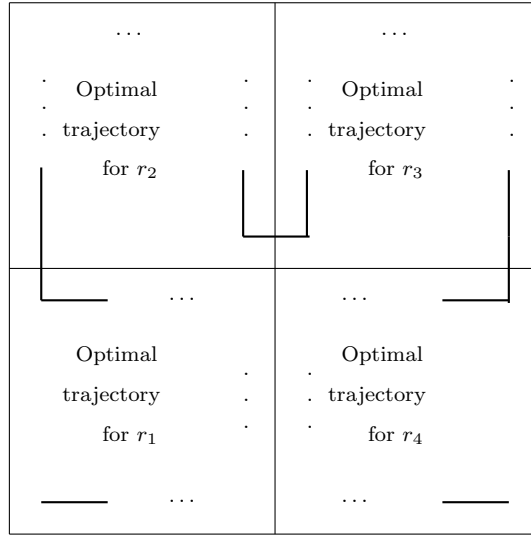 ...
...
Optimal
trajectory
for r₂
Optimal
trajectory
for r₃
...
...
Optimal
trajectory
for r₁
Optimal
trajectory
for r₄
...
...